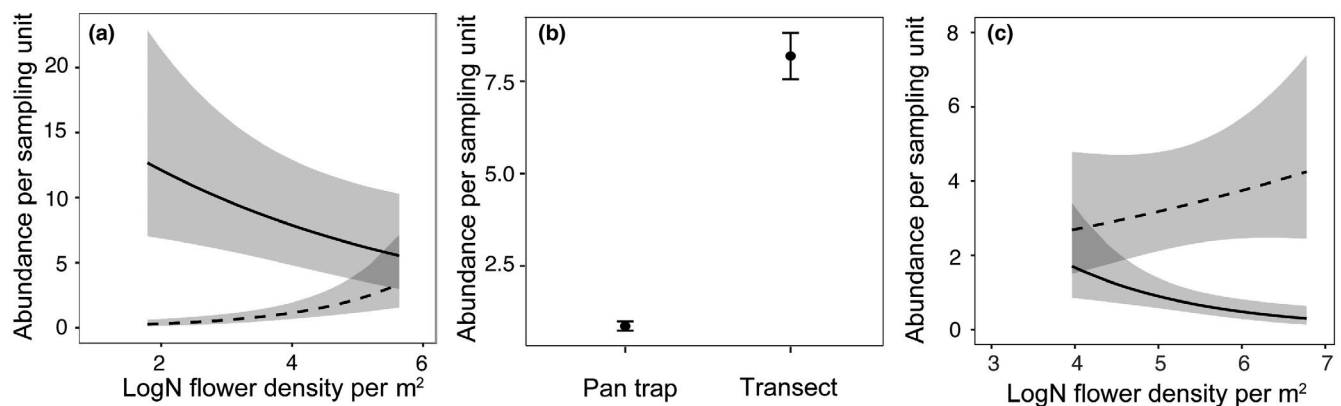 (a)
Abundance per sampling unit
20
15
10
5
0
2 4 6
LogN flower density per m²
(b)
Abundance per sampling unit
7.5
5.0
2.5
Pan trap Transect
(c)
Abundance per sampling unit
8
6
4
2
0
3 4 5 6 7
LogN flower density per m²